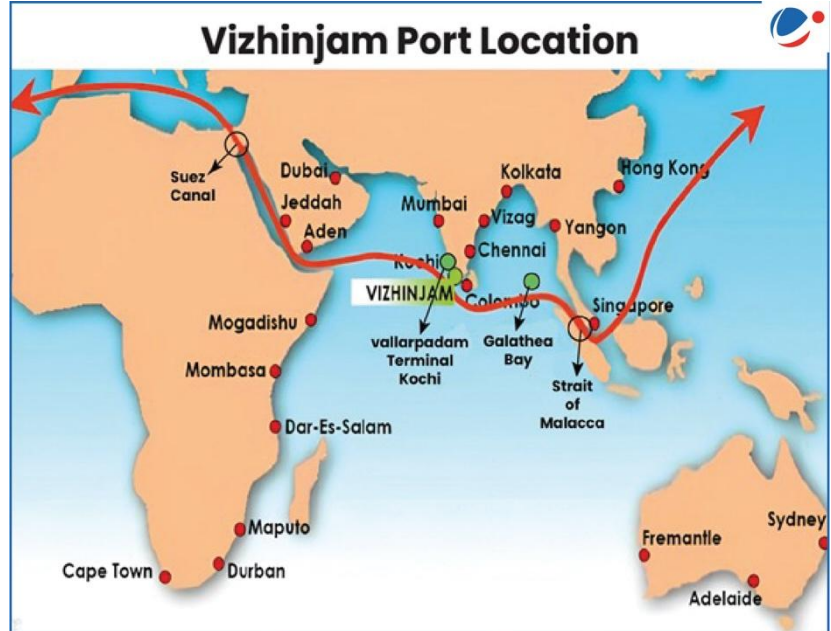 Vizhinjam Port Location
Suez
Canal
Dubai
Jeddah
Aden
Mumbai
Kolkata
Vizag
Hong Kong
Yangon
Chennai
Kochi
VIZHINJAM
Colombo
Singapore
Mogadishu
vallarpadam
Terminal
Kochi
Galathea
Bay
Strait
of
Malacca
Mombasa
Dar-Es-Salam
Maputo
Cape Town
Durban
Fremantle
Sydney
Adelaide